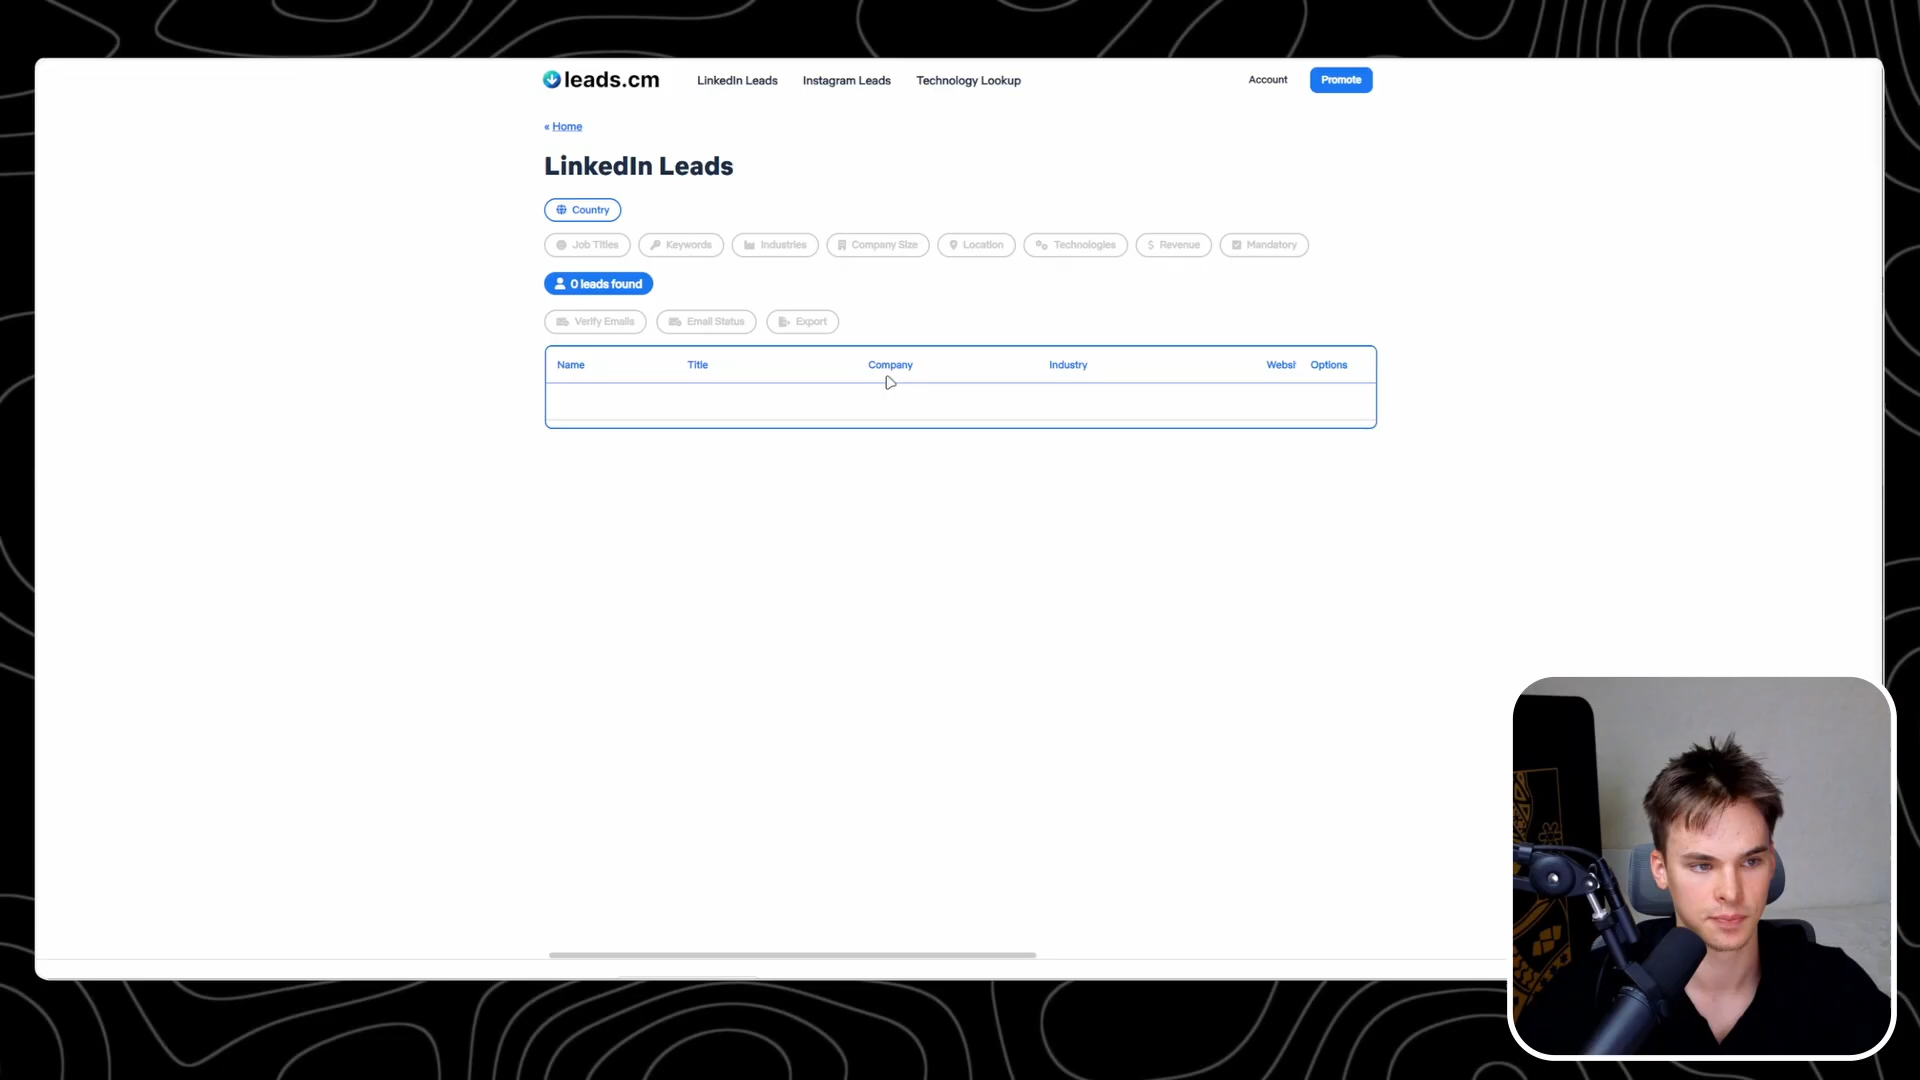 leads.cm LinkedIn Leads Instagram Leads Technology Lookup Account Promote
« Home
LinkedIn Leads
Country
Job Titles Keywords Industries Company Size Location Technologies $ Revenue Mandatory
0 leads found
Verify Emails Email Status Export
Name Title Company Industry Websi Options